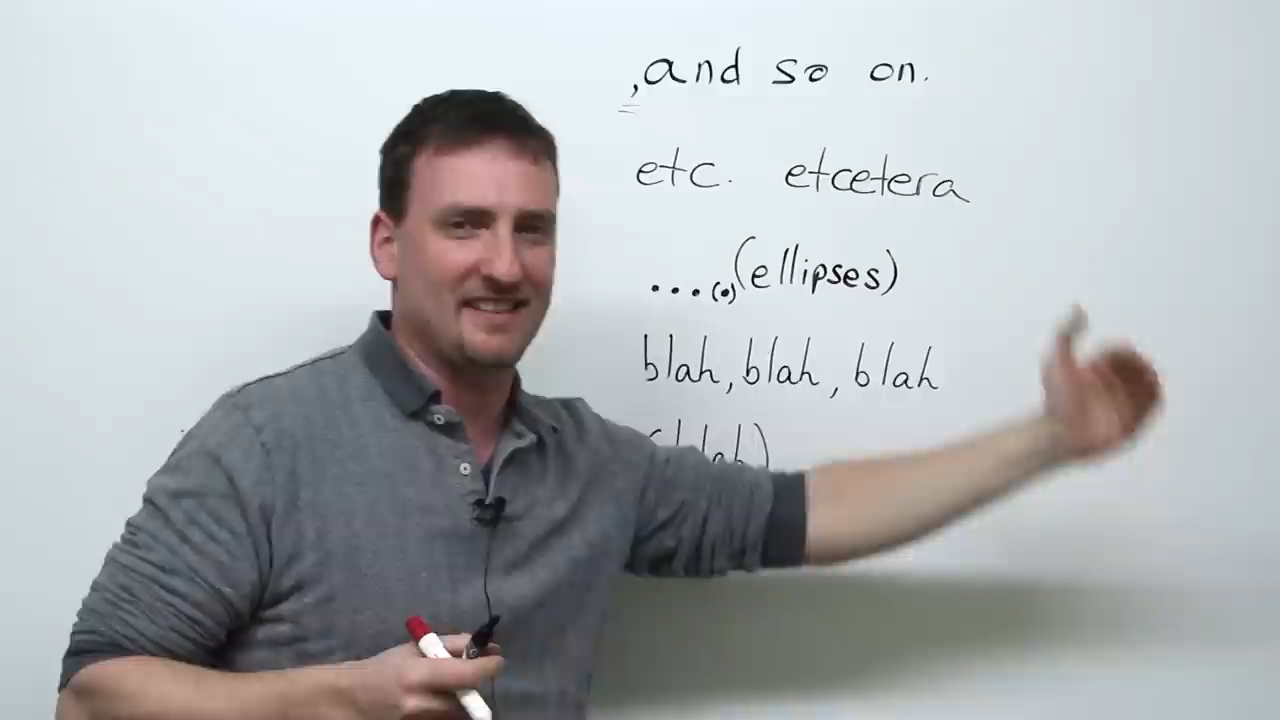 ,and so on.
etc. etcetera
....(.)(ellipses)
blah, blah, blah